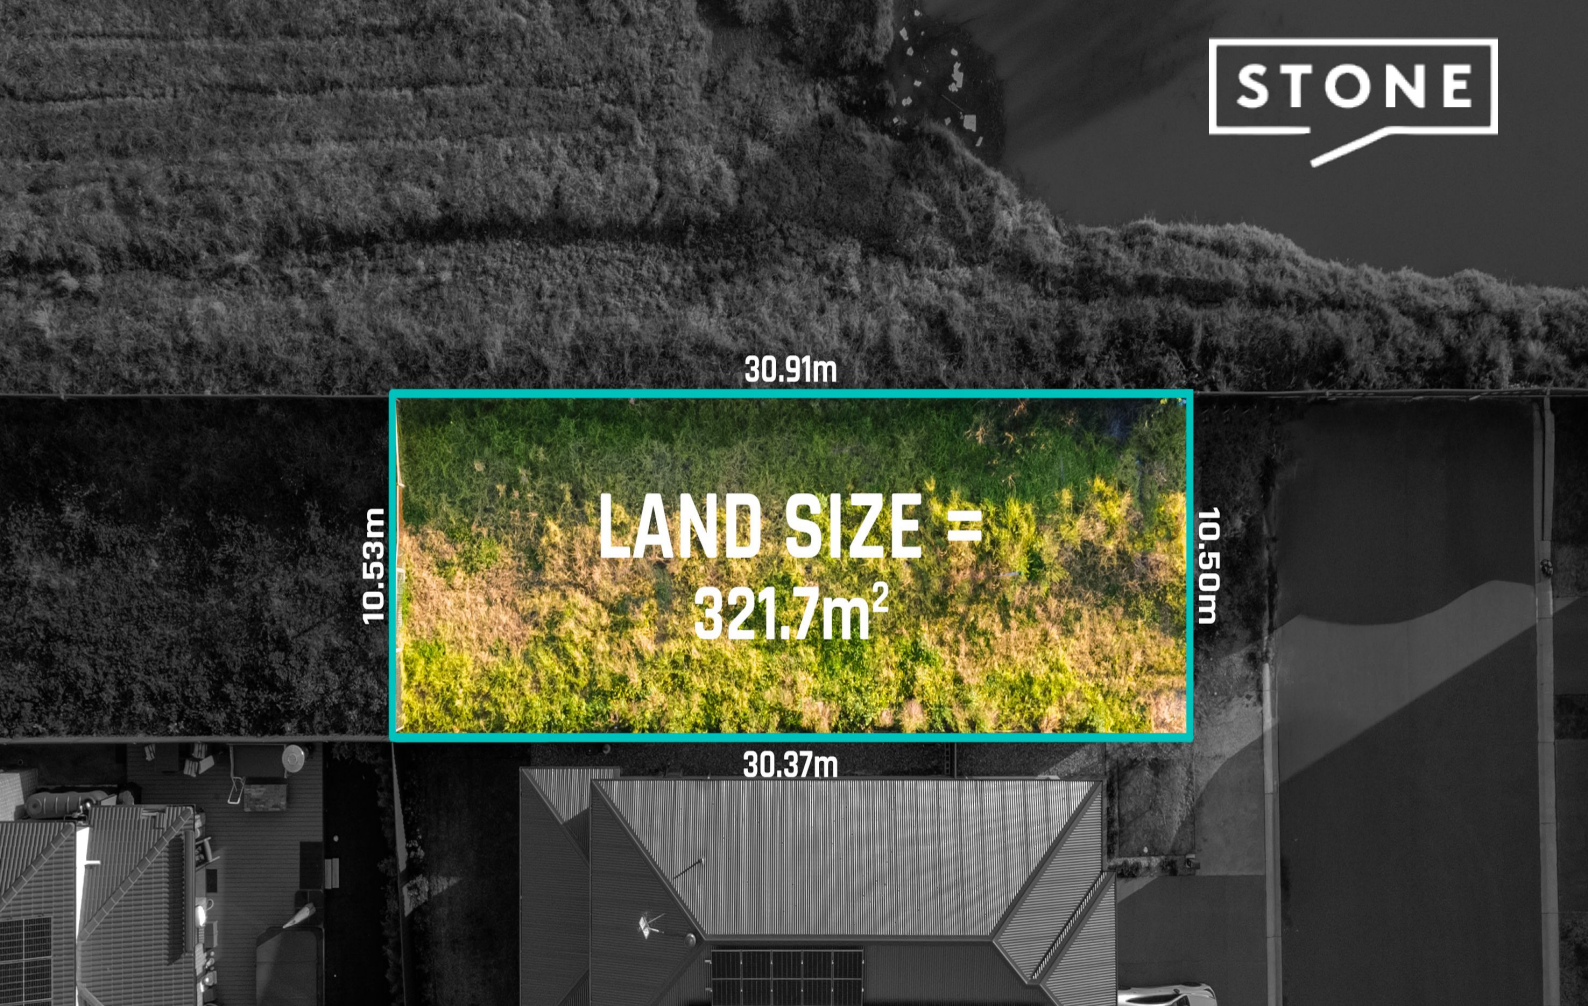 STONE
30.91m
10.53m
LAND SIZE =
321.7m²
10.50m
30.37m